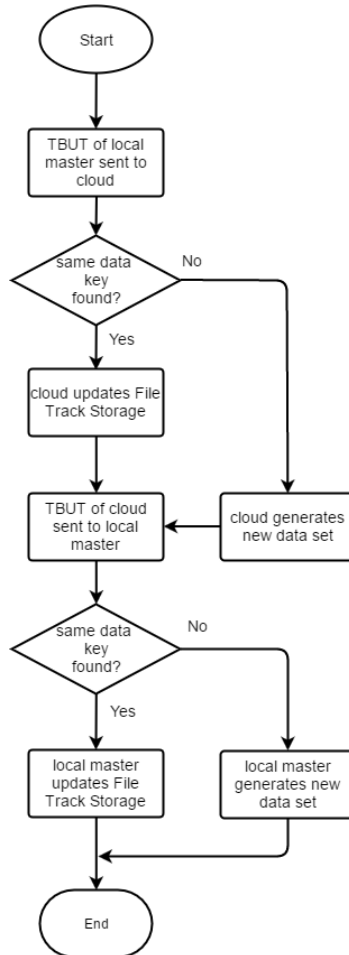 Start
TBUT of local
master sent to
cloud
same data
key
found?
No
Yes
cloud updates File
Track Storage
TBUT of cloud
sent to local
master
cloud generates
new data set
same data
key
found?
No
Yes
local master
updates File
Track Storage
local master
generates new
data set
End